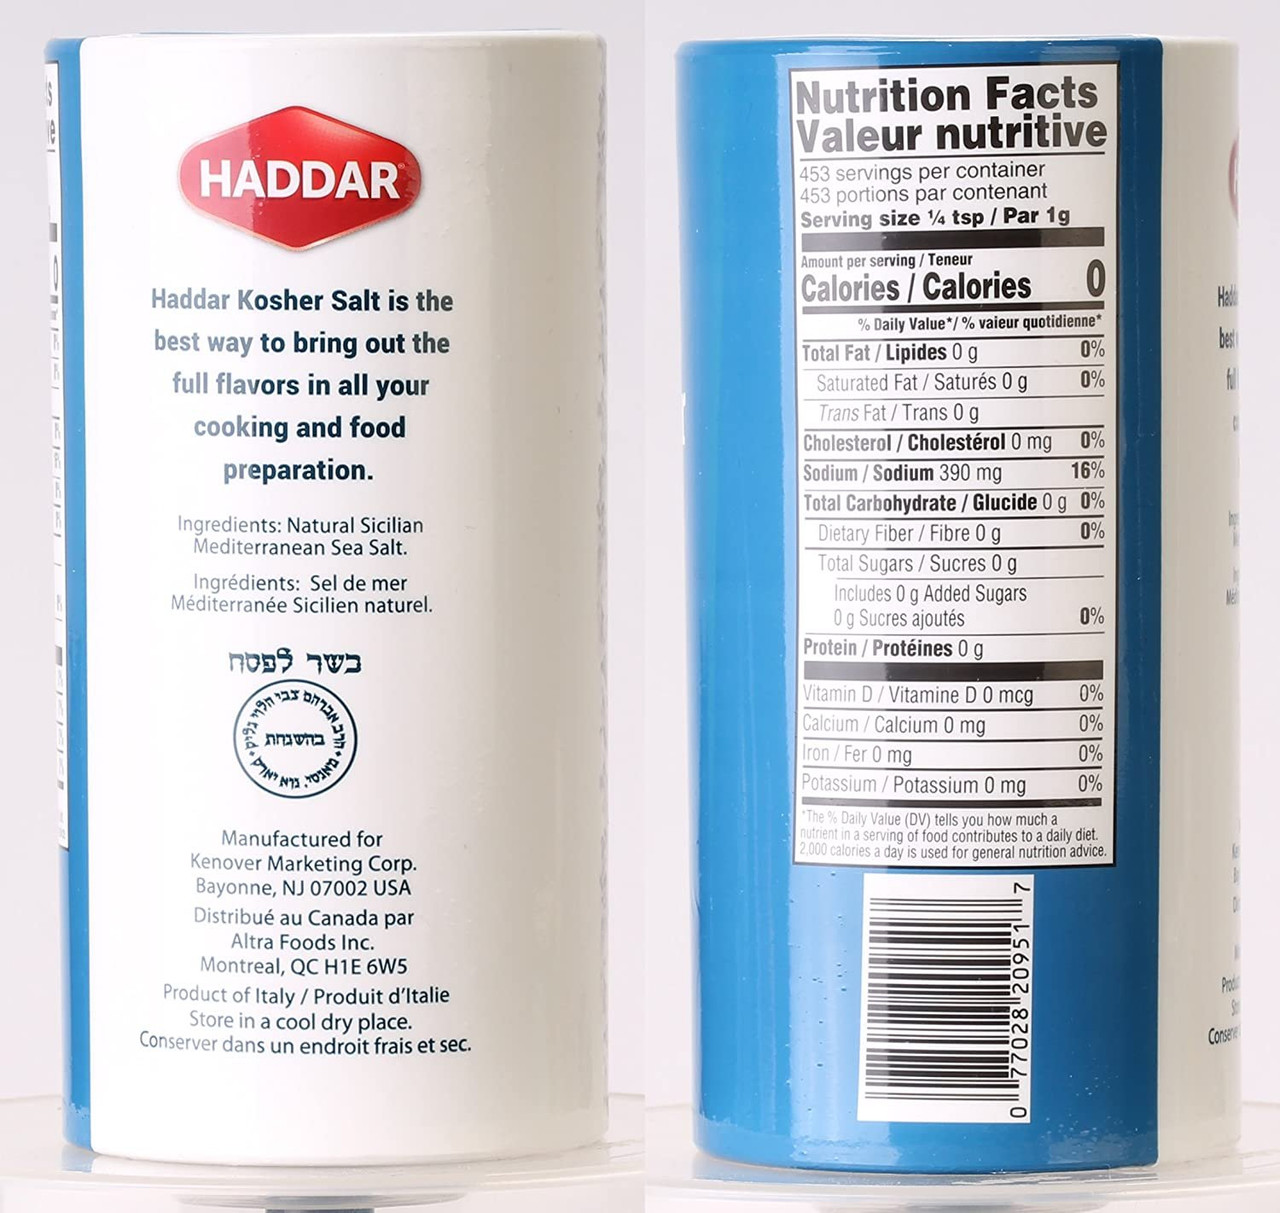 HADDAR
Haddar Kosher Salt is the
best way to bring out the
full flavors in all your
cooking and food
preparation.
Ingredients: Natural Sicilian
Mediterranean Sea Salt.
Ingrédients: Sel de mer
Méditerranée Sicilien naturel.
כשר לפסח
הרב אברהם צבי הלוי גליק
בהשגחת
מאנסי, נוא יארק
Manufactured for
Kenover Marketing Corp.
Bayonne, NJ 07002 USA
Distribué au Canada par
Altra Foods Inc.
Montreal, QC H1E 6W5
Product of Italy / Produit d'Italie
Store in a cool dry place.
Conserver dans un endroit frais et sec.
Nutrition Facts
Valeur nutritive
453 servings per container
453 portions par contenant
Serving size ¼ tsp / Par 1g
Amount per serving / Teneur
Calories / Calories 0
% Daily Value*/ % vaieur quotidienne*
Total Fat / Lipides 0 g 0%
Saturated Fat / Saturés 0 g 0%
Trans Fat / Trans 0 g
Cholesterol / Cholestérol 0 mg 0%
Sodium / Sodium 390 mg 16%
Total Carbohydrate / Glucide 0 g 0%
Dietary Fiber / Fibre 0 g 0%
Total Sugars / Sucres 0 g
Includes 0 g Added Sugars
0 g Sucres ajoutés 0%
Protein / Protéines 0 g
Vitamin D / Vitamine D 0 mcg 0%
Calcium / Calcium 0 mg 0%
Iron / Fer 0 mg 0%
Potassium / Potassium 0 mg 0%
*The % Daily Value (DV) tells you how much a
nutrient in a serving of food contributes to a daily diet.
2,000 calories a day is used for general nutrition advice.
0 77028 20951 7